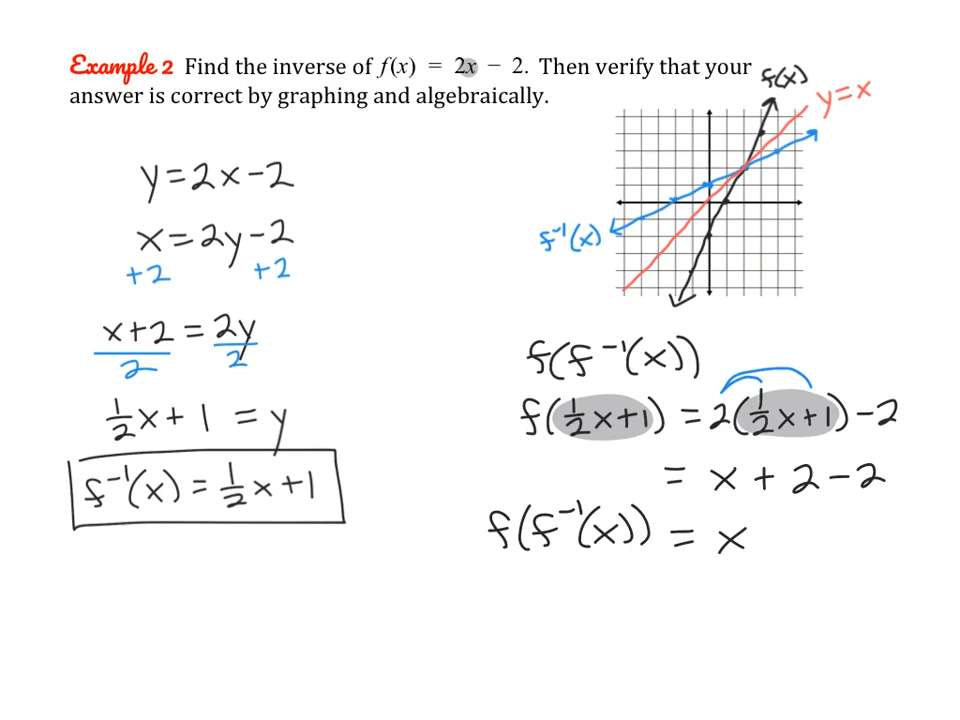 Example 2 Find the inverse of f(x) = 2x − 2. Then verify that your
answer is correct by graphing and algebraically.
f(x)
y=x
f⁻¹(x)
y=2x-2
x=2y-2
+2 +2
x+2 = 2y
2 2
½x+1 = y
f⁻¹(x) = ½x+1
f(f⁻¹(x))
f(½x+1) = 2(½x+1)-2
= x+2-2
f(f⁻¹(x)) = x